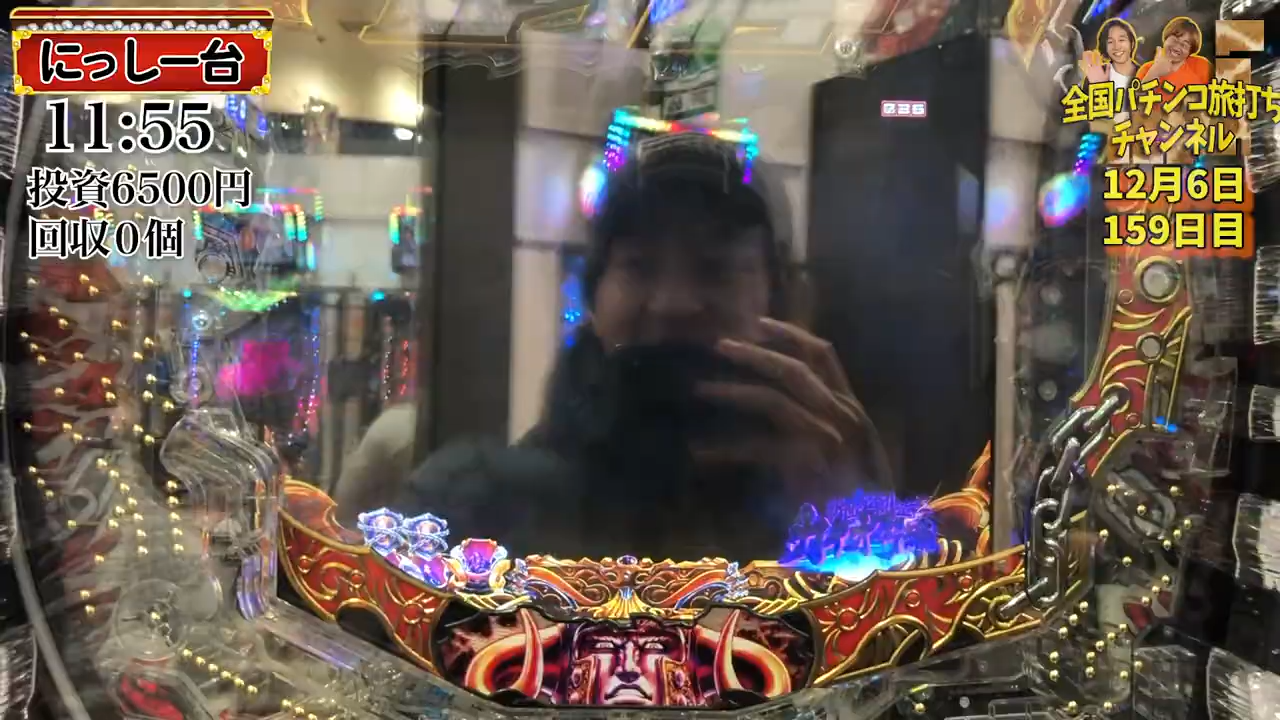 にっしー台
11:55
投資6500円
回収0個
036
全国パチンコ旅打ち
チャンネル
12月6日
159日目